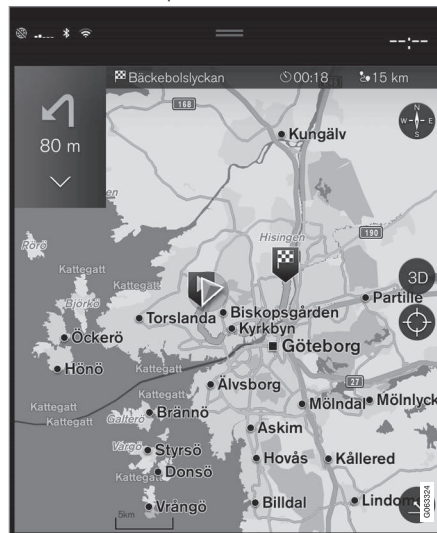 --:--
Bäckebolslyckan 00:18 15 km
80 m
168
Kungälv
W N E S
Rörö
Hisingen
190
Kattegatt
Kattegatt
3D
Björkö
Partille
Torslanda
Biskopsgården
Kyrkbyn
Öckerö
Göteborg
Hönö
Kattegatt
27
Älvsborg
Kattegatt
Kattegatt
Brännö
Galterö
Mölndal
Mölnlyck
Askim
Vargö
Styrsö
Hovås
Kållered
Kattegatt
Donsö
Vrångö
Billdal
Lindom
5km
G063324